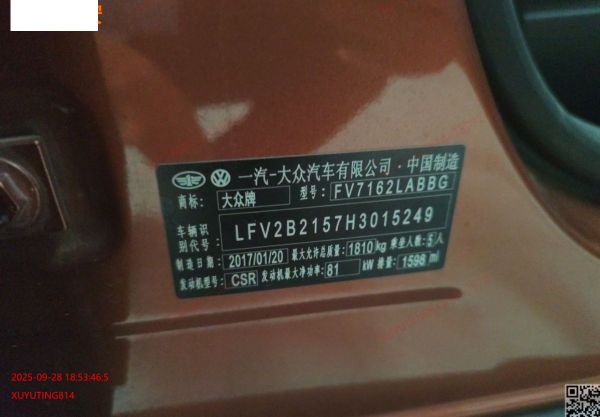 一汽-大众汽车有限公司·中国制造
商标: 大众牌 型号: FV7162LABBG
车辆识别代号: LFV2B2157H3015249
制造日期: 2017/01/20 最大允许总质量: 1810 kg 乘坐人数: 5人
发动机型号: CSR 发动机最大净功率: 81 kW 排量: 1598 ml
2025-09-28 18:53:46:5
XUYUTING814